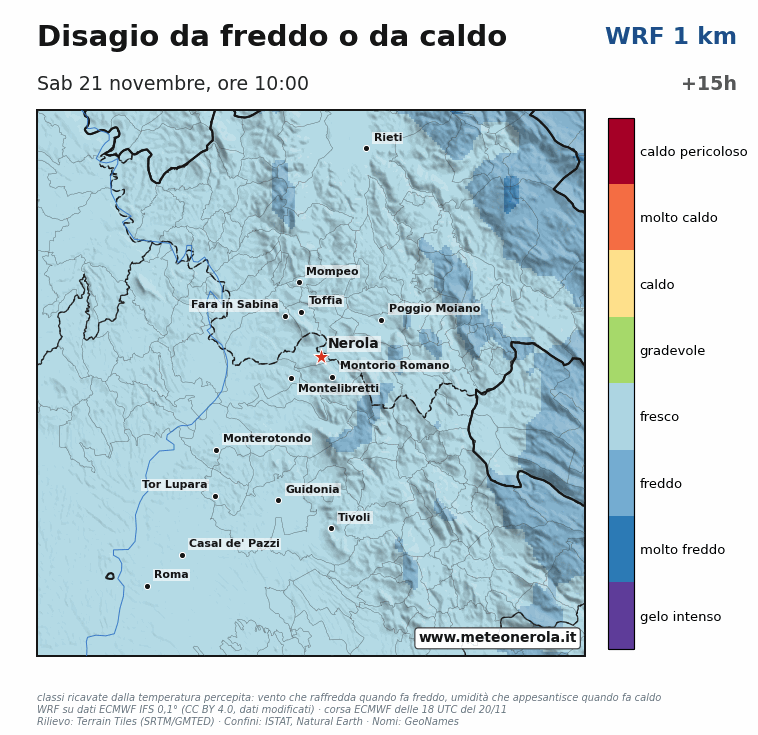 Disagio da freddo o da caldo
WRF 1 km
Sab 21 novembre, ore 10:00
+15h
Rieti
Mompeo
Fara in Sabina
Toffia
Poggio Moiano
Nerola
Montorio Romano
Montelibretti
Monterotondo
Tor Lupara
Guidonia
Tivoli
Casal de' Pazzi
Roma
www.meteonerola.it
caldo pericoloso
molto caldo
caldo
gradevole
fresco
freddo
molto freddo
gelo intenso
classi ricavate dalla temperatura percepita: vento che raffredda quando fa freddo, umidità che appesantisce quando fa caldo
WRF su dati ECMWF IFS 0,1° (CC BY 4.0, dati modificati) · corsa ECMWF delle 18 UTC del 20/11
Rilievo: Terrain Tiles (SRTM/GMTED) · Confini: ISTAT, Natural Earth · Nomi: GeoNames